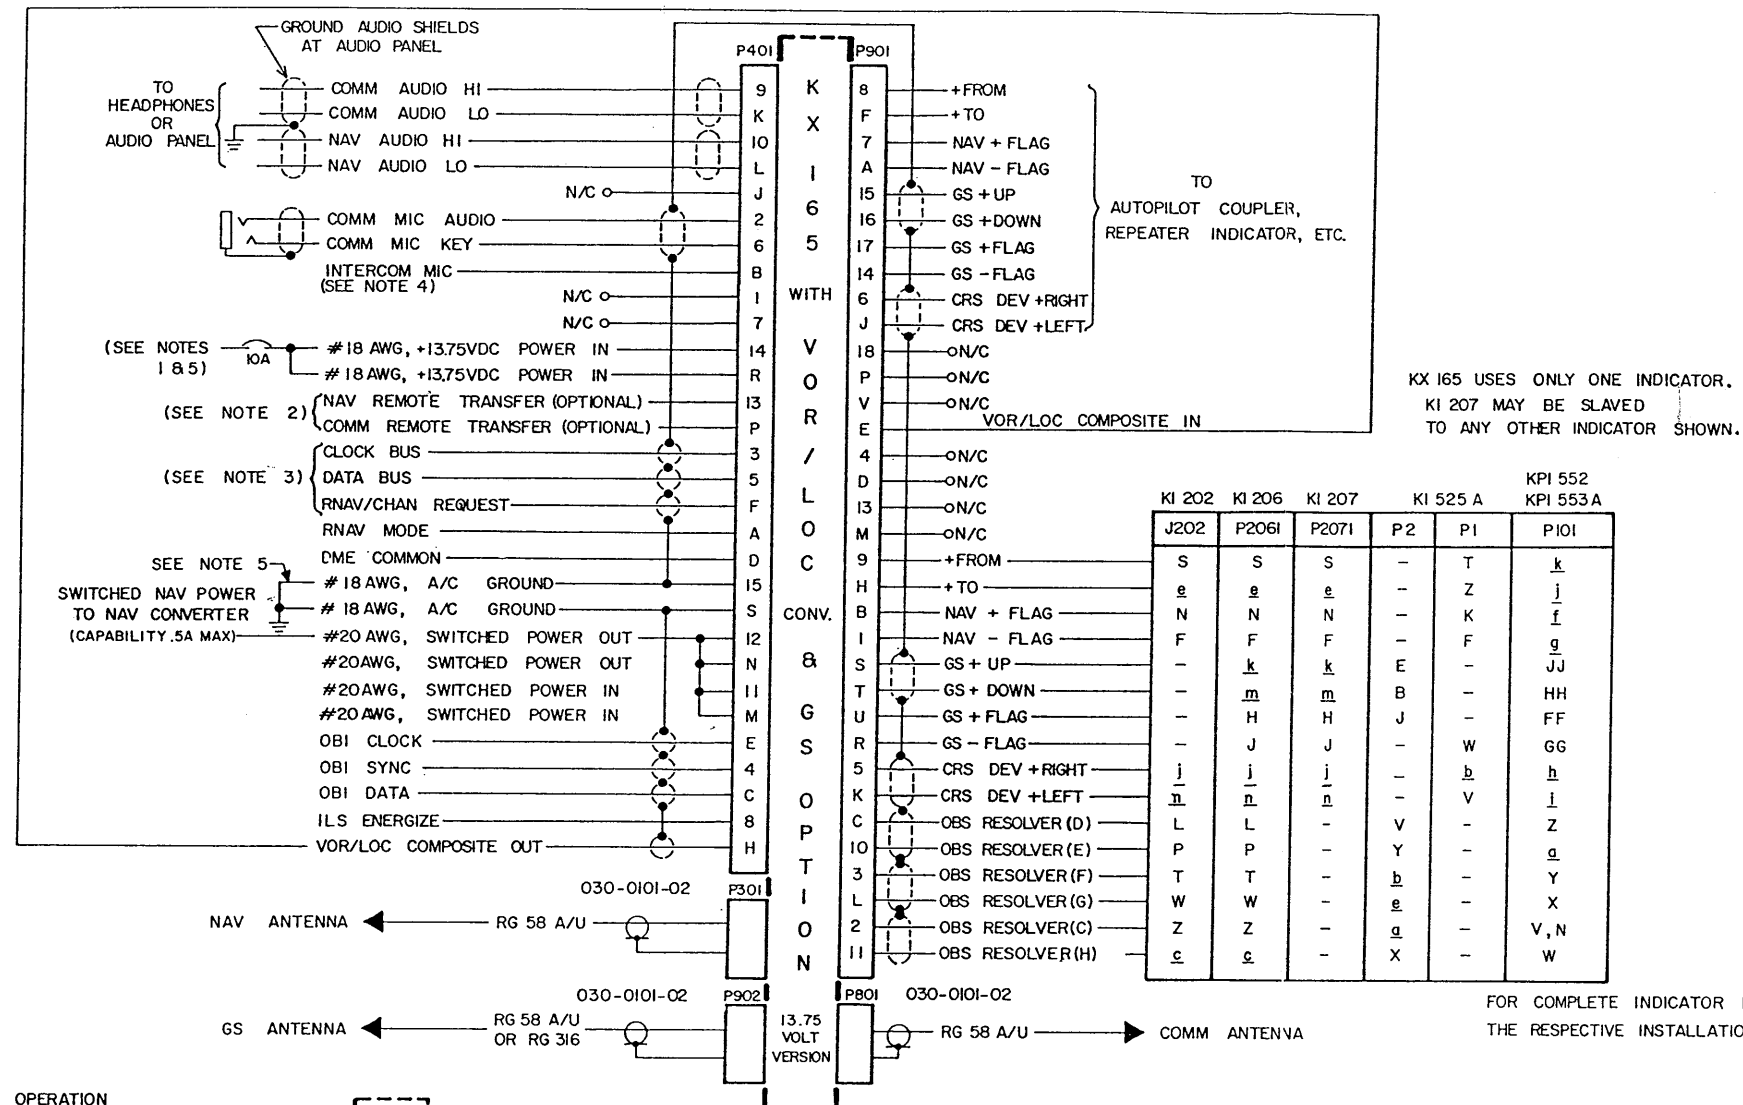 GROUND AUDIO SHIELDS
AT AUDIO PANEL
TO
HEADPHONES
OR
AUDIO PANEL
COMM AUDIO HI
COMM AUDIO LO
NAV AUDIO HI
NAV AUDIO LO
N/C
COMM MIC AUDIO
COMM MIC KEY
INTERCOM MIC
(SEE NOTE 4)
N/C
N/C
(SEE NOTES
1 & 5)
10A
#18 AWG, +13.75VDC POWER IN
#18 AWG, +13.75VDC POWER IN
(SEE NOTE 2)
NAV REMOTE TRANSFER (OPTIONAL)
COMM REMOTE TRANSFER (OPTIONAL)
(SEE NOTE 3)
CLOCK BUS
DATA BUS
RNAV/CHAN REQUEST
RNAV MODE
DME COMMON
SEE NOTE 5
SWITCHED NAV POWER
TO NAV CONVERTER
(CAPABILITY .5A MAX)
#18 AWG, A/C GROUND
#18 AWG, A/C GROUND
#20 AWG, SWITCHED POWER OUT
#20AWG, SWITCHED POWER OUT
#20AWG, SWITCHED POWER IN
#20AWG, SWITCHED POWER IN
OBI CLOCK
OBI SYNC
OBI DATA
ILS ENERGIZE
VOR/LOC COMPOSITE OUT
P401
9
K
10
L
J
2
6
B
1
7
14
R
13
P
3
5
F
A
D
15
S
12
N
11
M
E
4
C
8
H
KX 165
WITH
VOR/LOC
CONV.
& GS OPTION
13.75
VOLT
VERSION
P901
8 +FROM
F +TO
7 NAV + FLAG
A NAV - FLAG
15 GS + UP
16 GS +DOWN
17 GS +FLAG
14 GS -FLAG
6 CRS DEV +RIGHT
J CRS DEV +LEFT
18 N/C
P N/C
V N/C
E VOR/LOC COMPOSITE IN
4 N/C
D N/C
13 N/C
M N/C
TO
AUTOPILOT COUPLER,
REPEATER INDICATOR, ETC.
KX 165 USES ONLY ONE INDICATOR.
KI 207 MAY BE SLAVED
TO ANY OTHER INDICATOR SHOWN.
KPI 552
KI 202 KI 206 KI 207 KI 525 A KPI 553A
J202 P2061 P2071 P2 P1 P101
9 +FROM S S S - T k
H +TO e e e - Z j
B NAV + FLAG N N N - K f
1 NAV - FLAG F F F - F g
S GS + UP - k k E - JJ
T GS + DOWN - m m B - HH
U GS + FLAG - H H J - FF
R GS - FLAG - J J - W GG
5 CRS DEV +RIGHT j j j - b h
K CRS DEV +LEFT n n n - V i
C OBS RESOLVER (D) L L - V - Z
10 OBS RESOLVER (E) P P - Y - a
3 OBS RESOLVER (F) T T - b - Y
L OBS RESOLVER (G) W W - e - X
2 OBS RESOLVER (C) Z Z - a - V, N
11 OBS RESOLVER (H) c c - X - W
030-0101-02 P301
NAV ANTENNA RG 58 A/U
030-0101-02 P902
GS ANTENNA RG 58 A/U
OR RG 316
P801 030-0101-02
RG 58 A/U COMM ANTENNA
FOR COMPLETE INDICATOR
THE RESPECTIVE
OPERATION